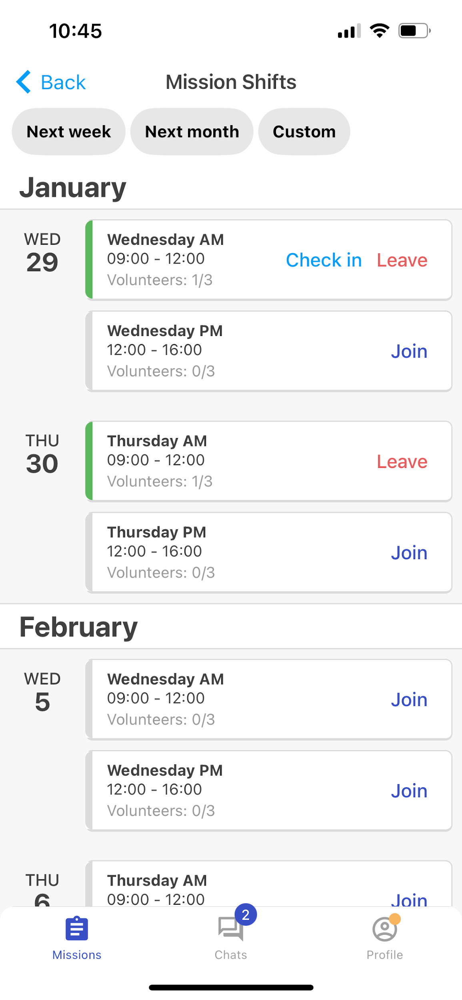 10:45
Back
Mission Shifts
Next week
Next month
Custom
January
WED
29
Wednesday AM
09:00 - 12:00
Volunteers: 1/3
Check in
Leave
Wednesday PM
12:00 - 16:00
Volunteers: 0/3
Join
THU
30
Thursday AM
09:00 - 12:00
Volunteers: 1/3
Leave
Thursday PM
12:00 - 16:00
Volunteers: 0/3
Join
February
WED
5
Wednesday AM
09:00 - 12:00
Volunteers: 0/3
Join
Wednesday PM
12:00 - 16:00
Volunteers: 0/3
Join
THU
6
Thursday AM
09:00 - 12:00
Join
2
Missions
Chats
Profile